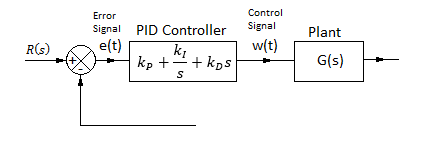 Error
Signal
e(t)
PID Controller
Control
Signal
w(t)
Plant
R(s)
+
-
k_P + k_I/s + k_D s
G(s)